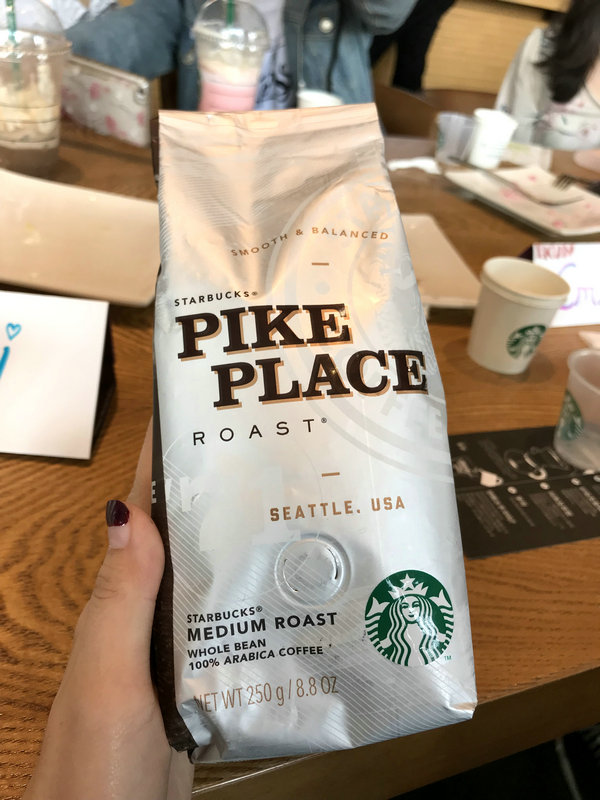 SMOOTH & BALANCED
STARBUCKS®
PIKE
PLACE
ROAST®
SEATTLE. USA
STARBUCKS®
MEDIUM ROAST
WHOLE BEAN
100% ARABICA COFFEE
NET WT 250 g / 8.8 OZ
TM